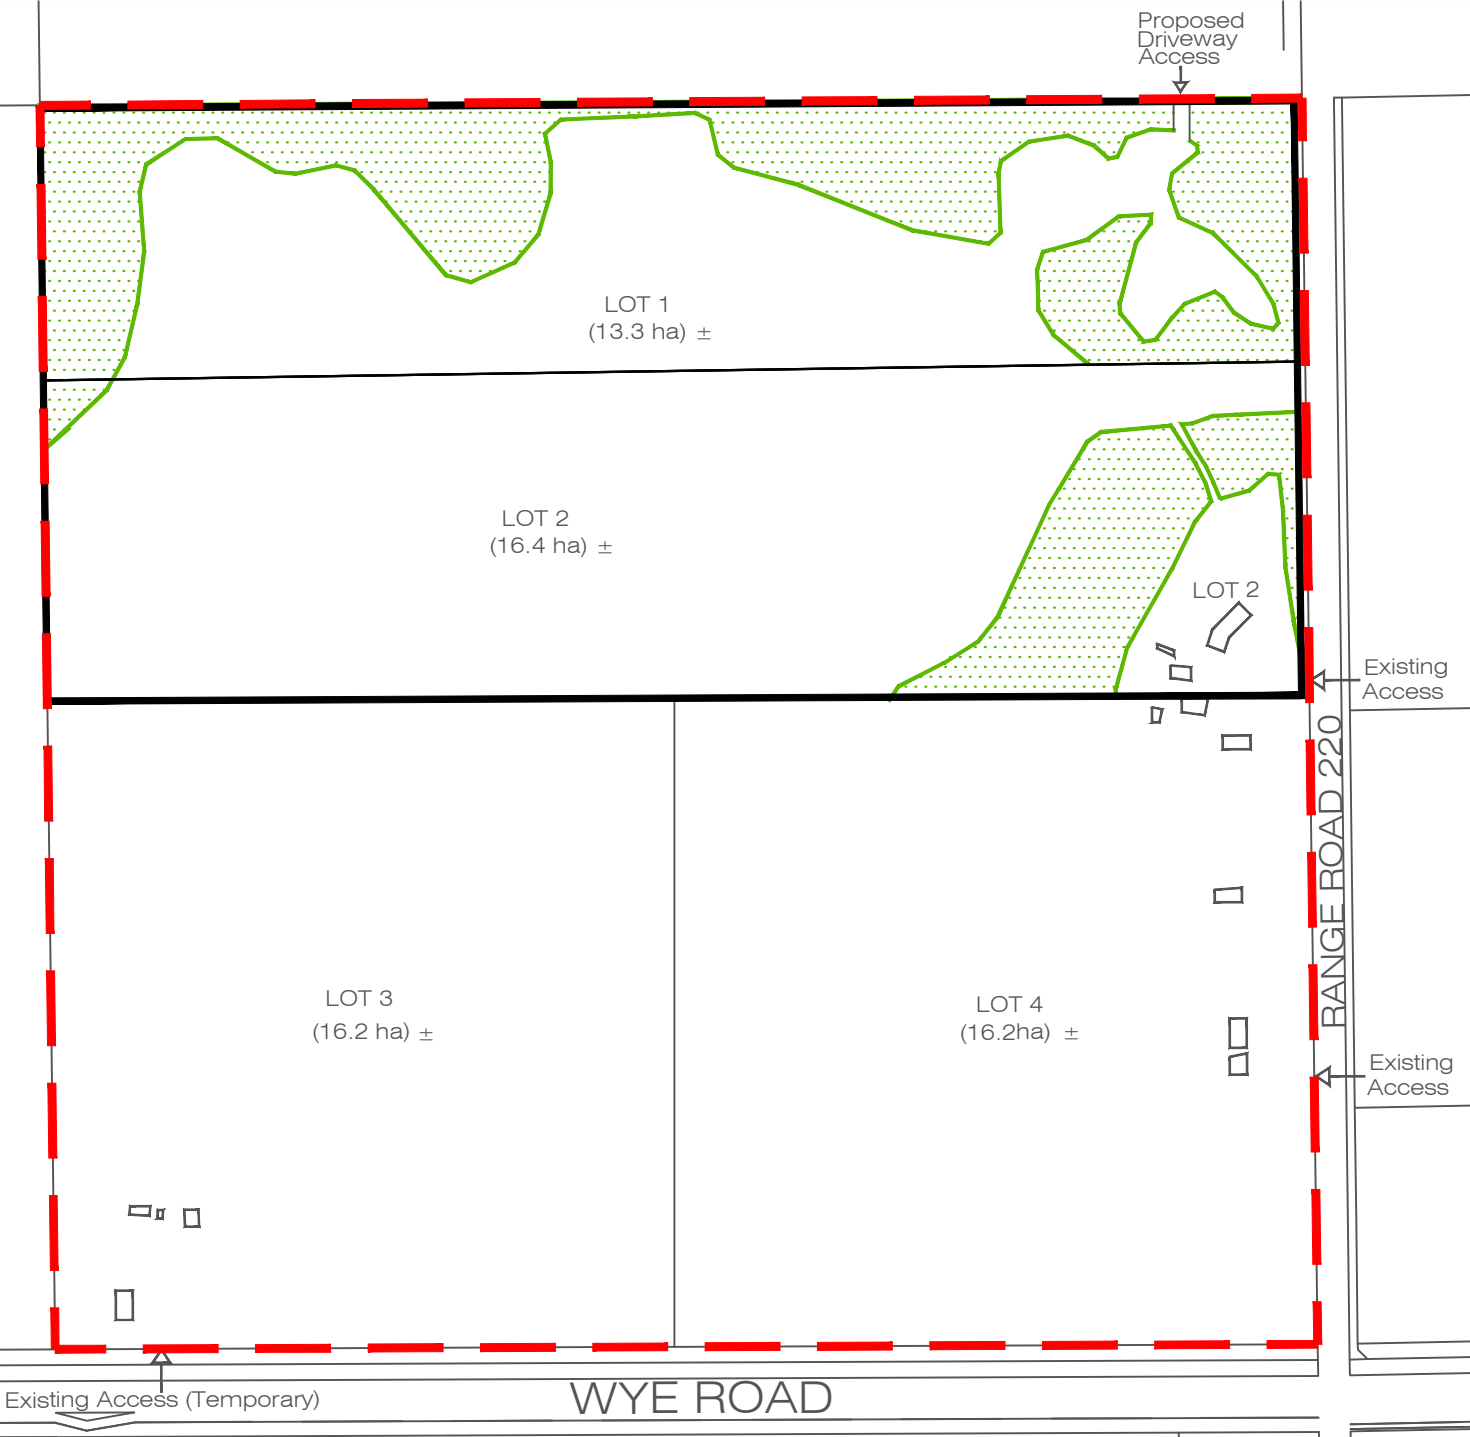 Proposed
Driveway
Access
LOT 1
(13.3 ha) ±
LOT 2
(16.4 ha) ±
LOT 2
Existing
Access
RANGE ROAD 220
LOT 3
(16.2 ha) ±
LOT 4
(16.2ha) ±
Existing
Access
Existing Access (Temporary)
WYE ROAD